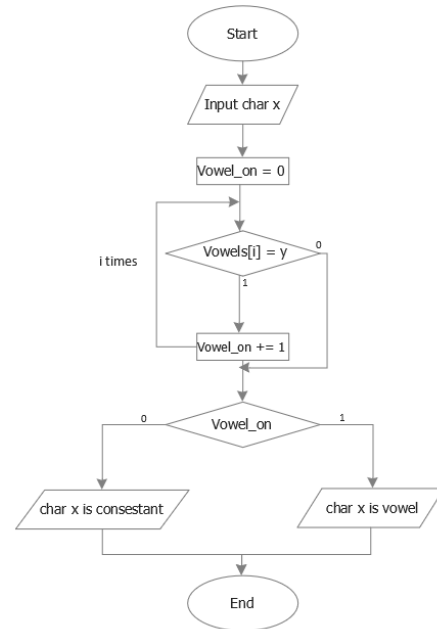 Start
Input char x
Vowel_on = 0
Vowels[i] = y
0
i times
1
Vowel_on += 1
0
Vowel_on
1
char x is consestant
char x is vowel
End